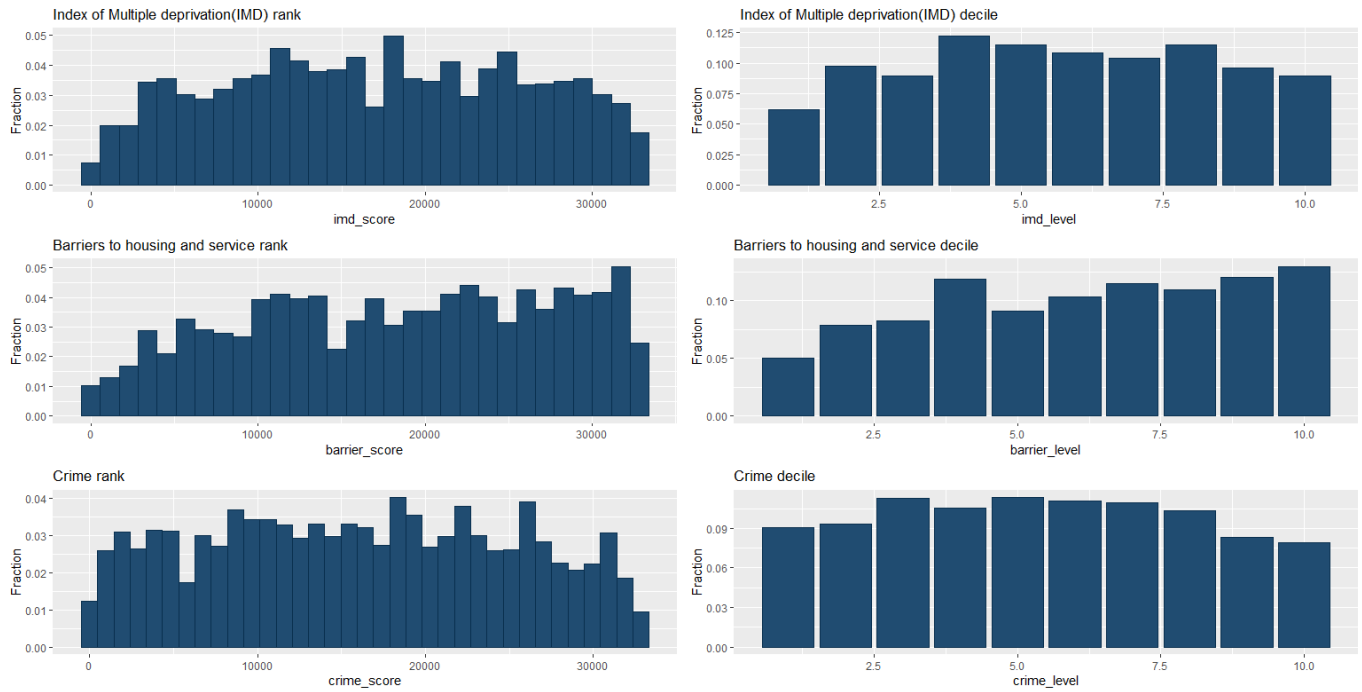 Index of Multiple deprivation(IMD) rank
0.05
0.04
0.03
0.02
0.01
0.00
Fraction
0 10000 20000 30000
imd_score
Index of Multiple deprivation(IMD) decile
0.125
0.100
0.075
0.050
0.025
0.000
Fraction
2.5 5.0 7.5 10.0
imd_level
Barriers to housing and service rank
0.05
0.04
0.03
0.02
0.01
0.00
Fraction
0 10000 20000 30000
barrier_score
Barriers to housing and service decile
0.10
0.05
0.00
Fraction
2.5 5.0 7.5 10.0
barrier_level
Crime rank
0.04
0.03
0.02
0.01
0.00
Fraction
0 10000 20000 30000
crime_score
Crime decile
0.09
0.06
0.03
0.00
Fraction
2.5 5.0 7.5 10.0
crime_level